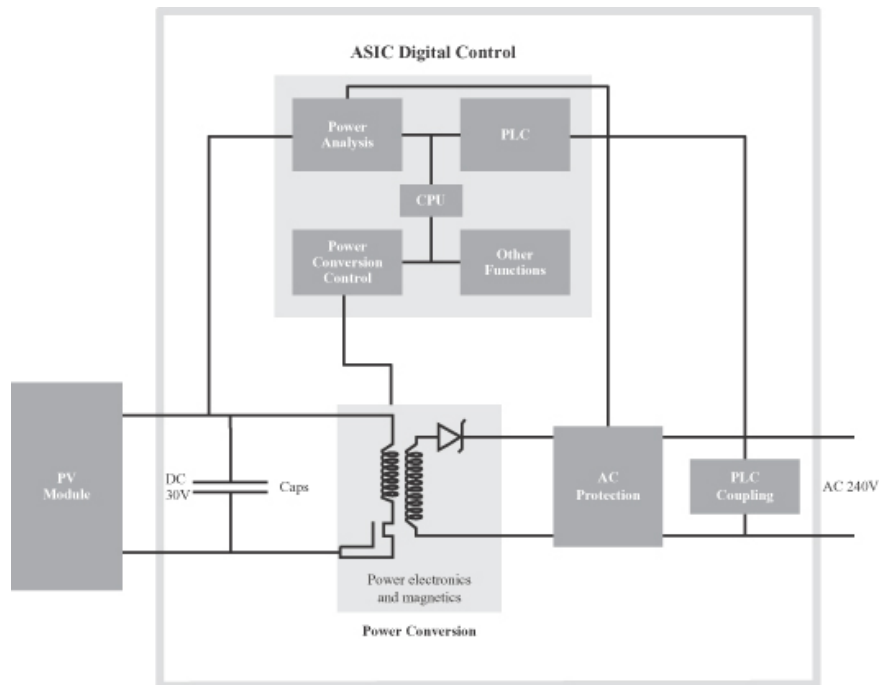 ASIC Digital Control
Power
Analysis
PLC
CPU
Power
Conversion
Control
Other
Functions
PV
Module
DC
30V
Caps
AC
Protection
PLC
Coupling
AC 240V
Power electronics
and magnetics
Power Conversion